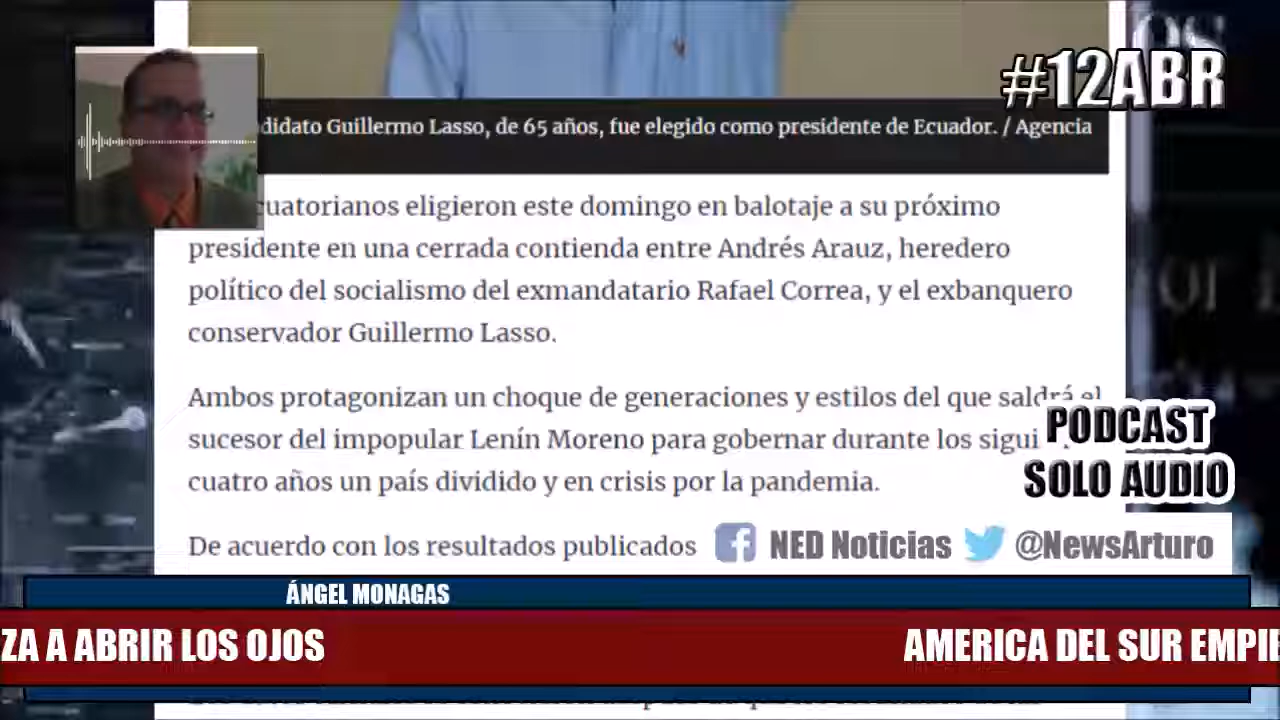 #12ABR
didato Guillermo Lasso, de 65 años, fue elegido como presidente de Ecuador. / Agencia
cuatorianos eligieron este domingo en balotaje a su próximo
presidente en una cerrada contienda entre Andrés Arauz, heredero
político del socialismo del exmandatario Rafael Correa, y el exbanquero
conservador Guillermo Lasso.
Ambos protagonizan un choque de generaciones y estilos del que saldrá el
sucesor del impopular Lenín Moreno para gobernar durante los sigui
cuatro años un país dividido y en crisis por la pandemia.
PODCAST
SOLO AUDIO
De acuerdo con los resultados publicados
NED Noticias @NewsArturo
ÁNGEL MONAGAS
ZA A ABRIR LOS OJOS AMERICA DEL SUR EMPIE